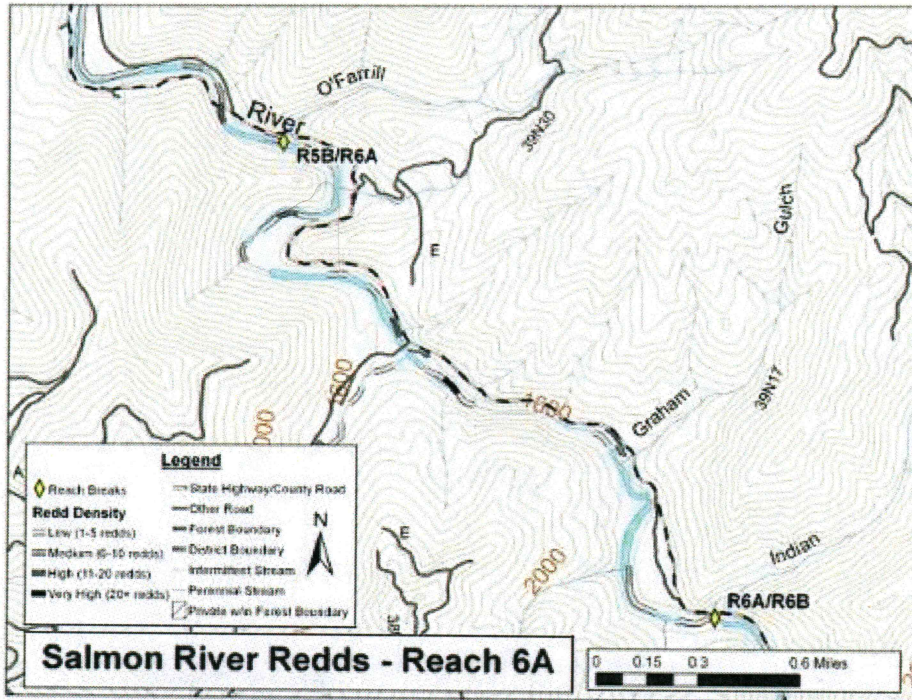 O'Farrill
River
R5B/R6A
39N30
E
Gulch
1600
000
1600
Graham
39N17
2000
E
Indian
R6A/R6B
A
Legend
Reach Breaks
Redd Density
Low (1-5 redds)
Medium (6-10 redds)
High (11-20 redds)
Very High (20+ redds)
State Highway/County Road
Other Road
Forest Boundary
District Boundary
Intermittent Stream
Perennial Stream
Private w/in Forest Boundary
N
Salmon River Redds - Reach 6A
0 0.15 0.3 0.6 Miles